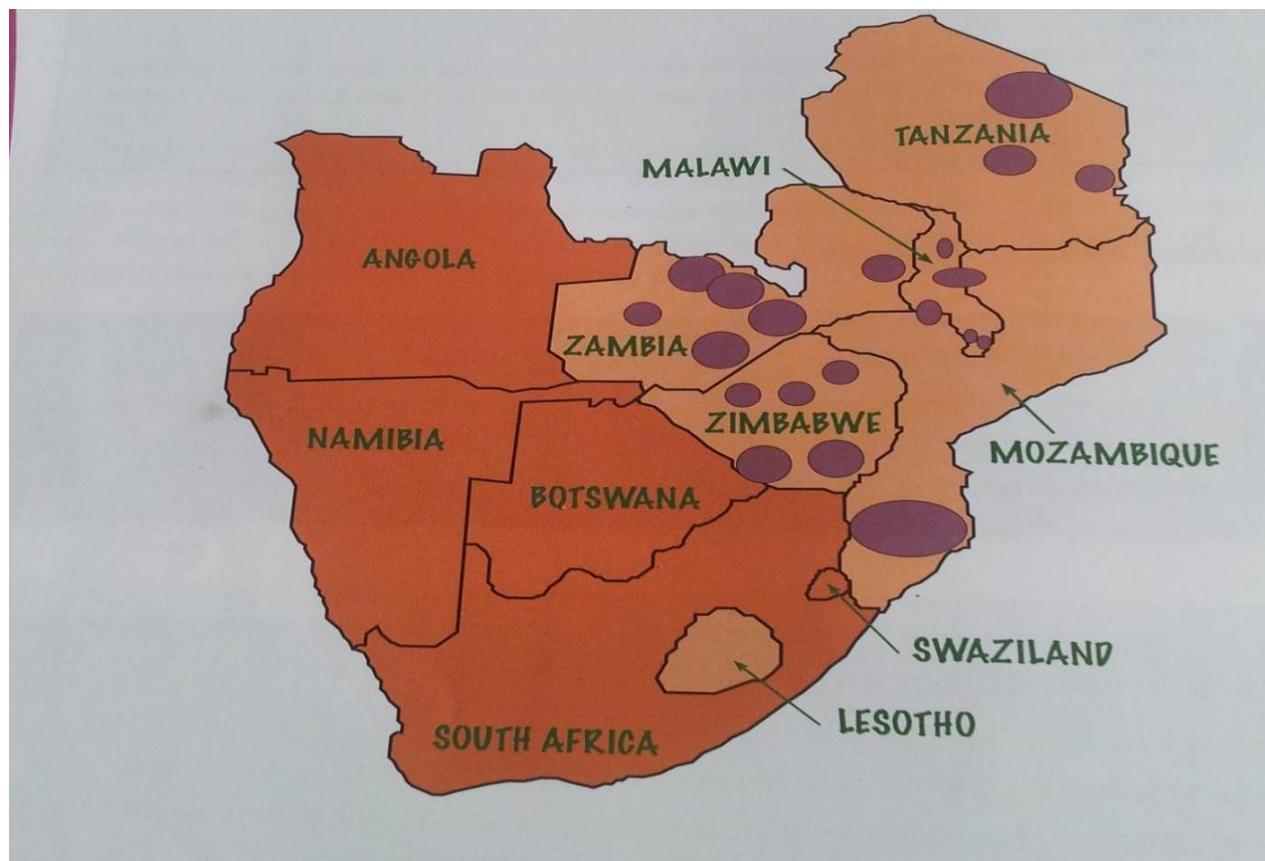 TANZANIA
MALAWI
ANGOLA
ZAMBIA
ZIMBABWE
NAMIBIA
MOZAMBIQUE
BOTSWANA
SWAZILAND
LESOTHO
SOUTH AFRICA